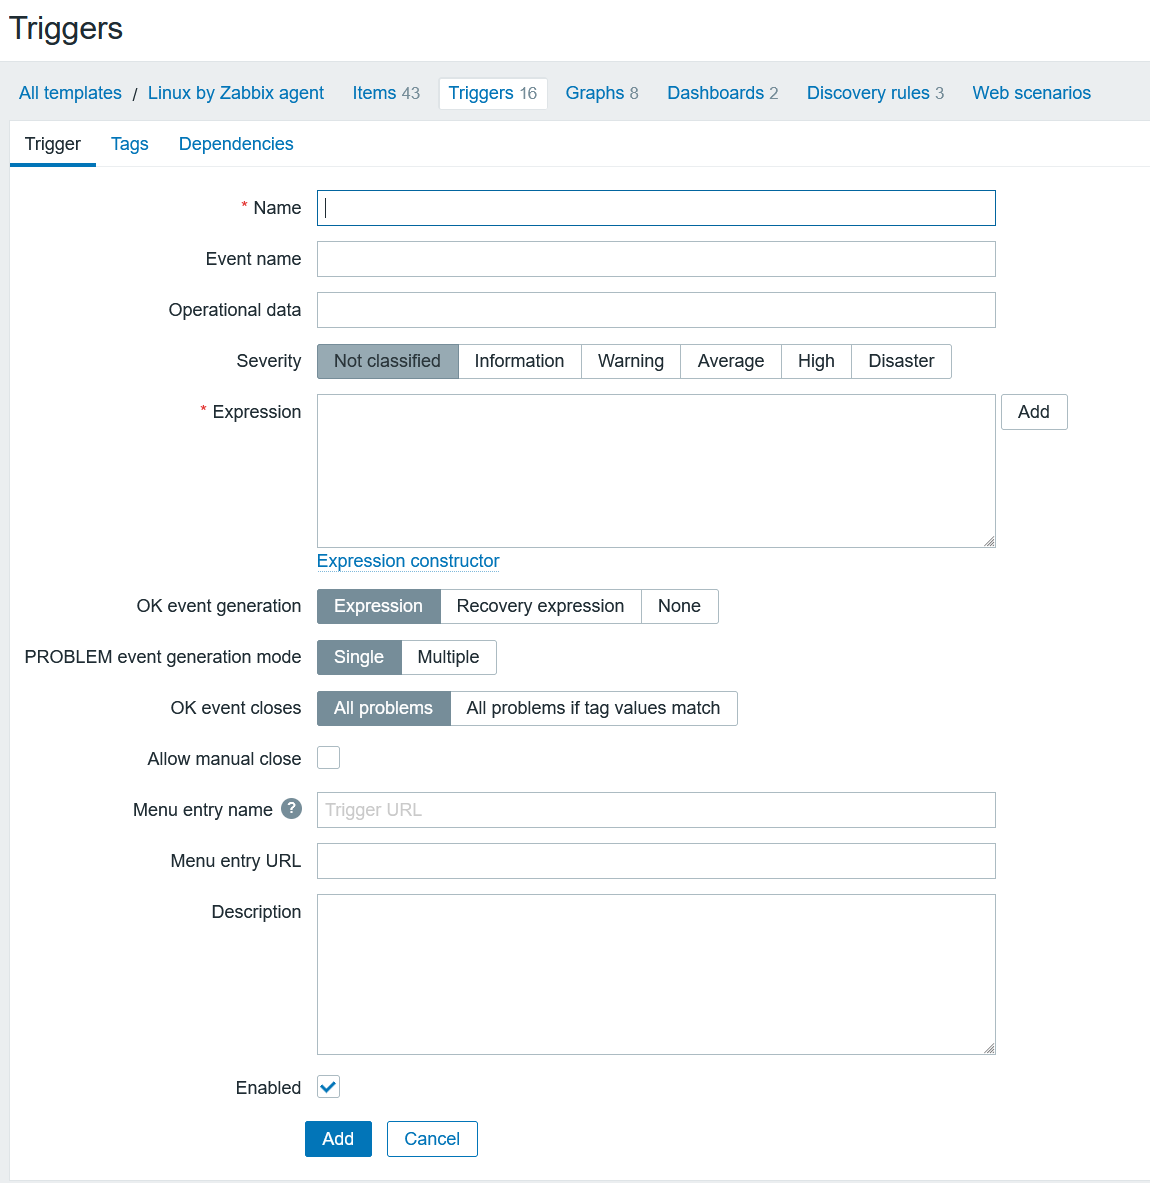 Triggers
All templates / Linux by Zabbix agent Items 43 Triggers 16 Graphs 8 Dashboards 2 Discovery rules 3 Web scenarios
Trigger Tags Dependencies
* Name
Event name
Operational data
Severity Not classified Information Warning Average High Disaster
* Expression Add
Expression constructor
OK event generation Expression Recovery expression None
PROBLEM event generation mode Single Multiple
OK event closes All problems All problems if tag values match
Allow manual close
Menu entry name ? Trigger URL
Menu entry URL
Description
Enabled
Add Cancel